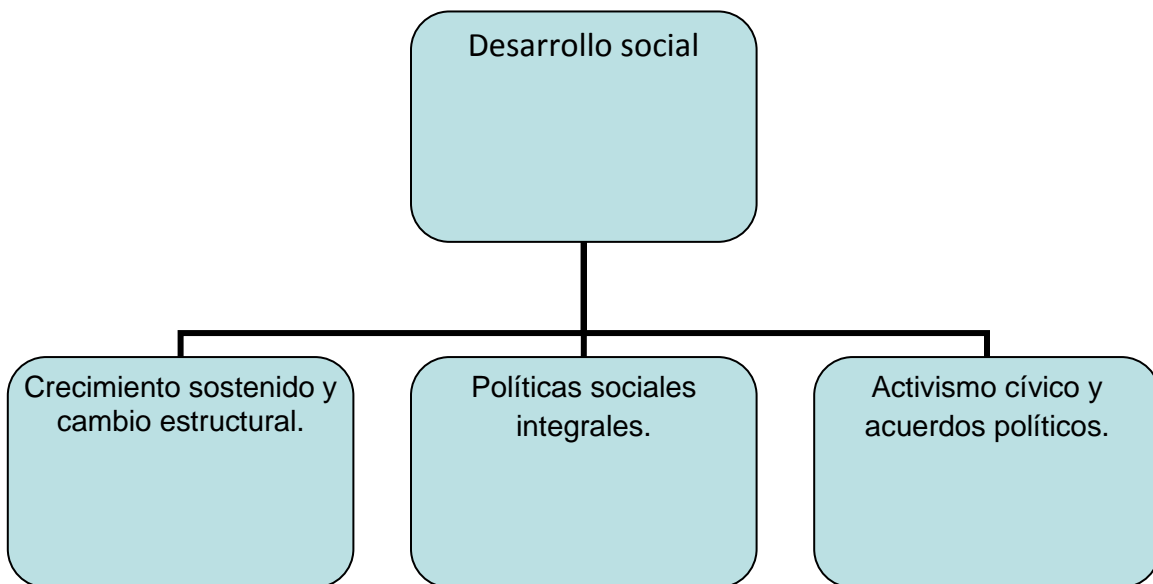 Desarrollo social
Crecimiento sostenido y
cambio estructural.
Políticas sociales
integrales.
Activismo cívico y
acuerdos políticos.